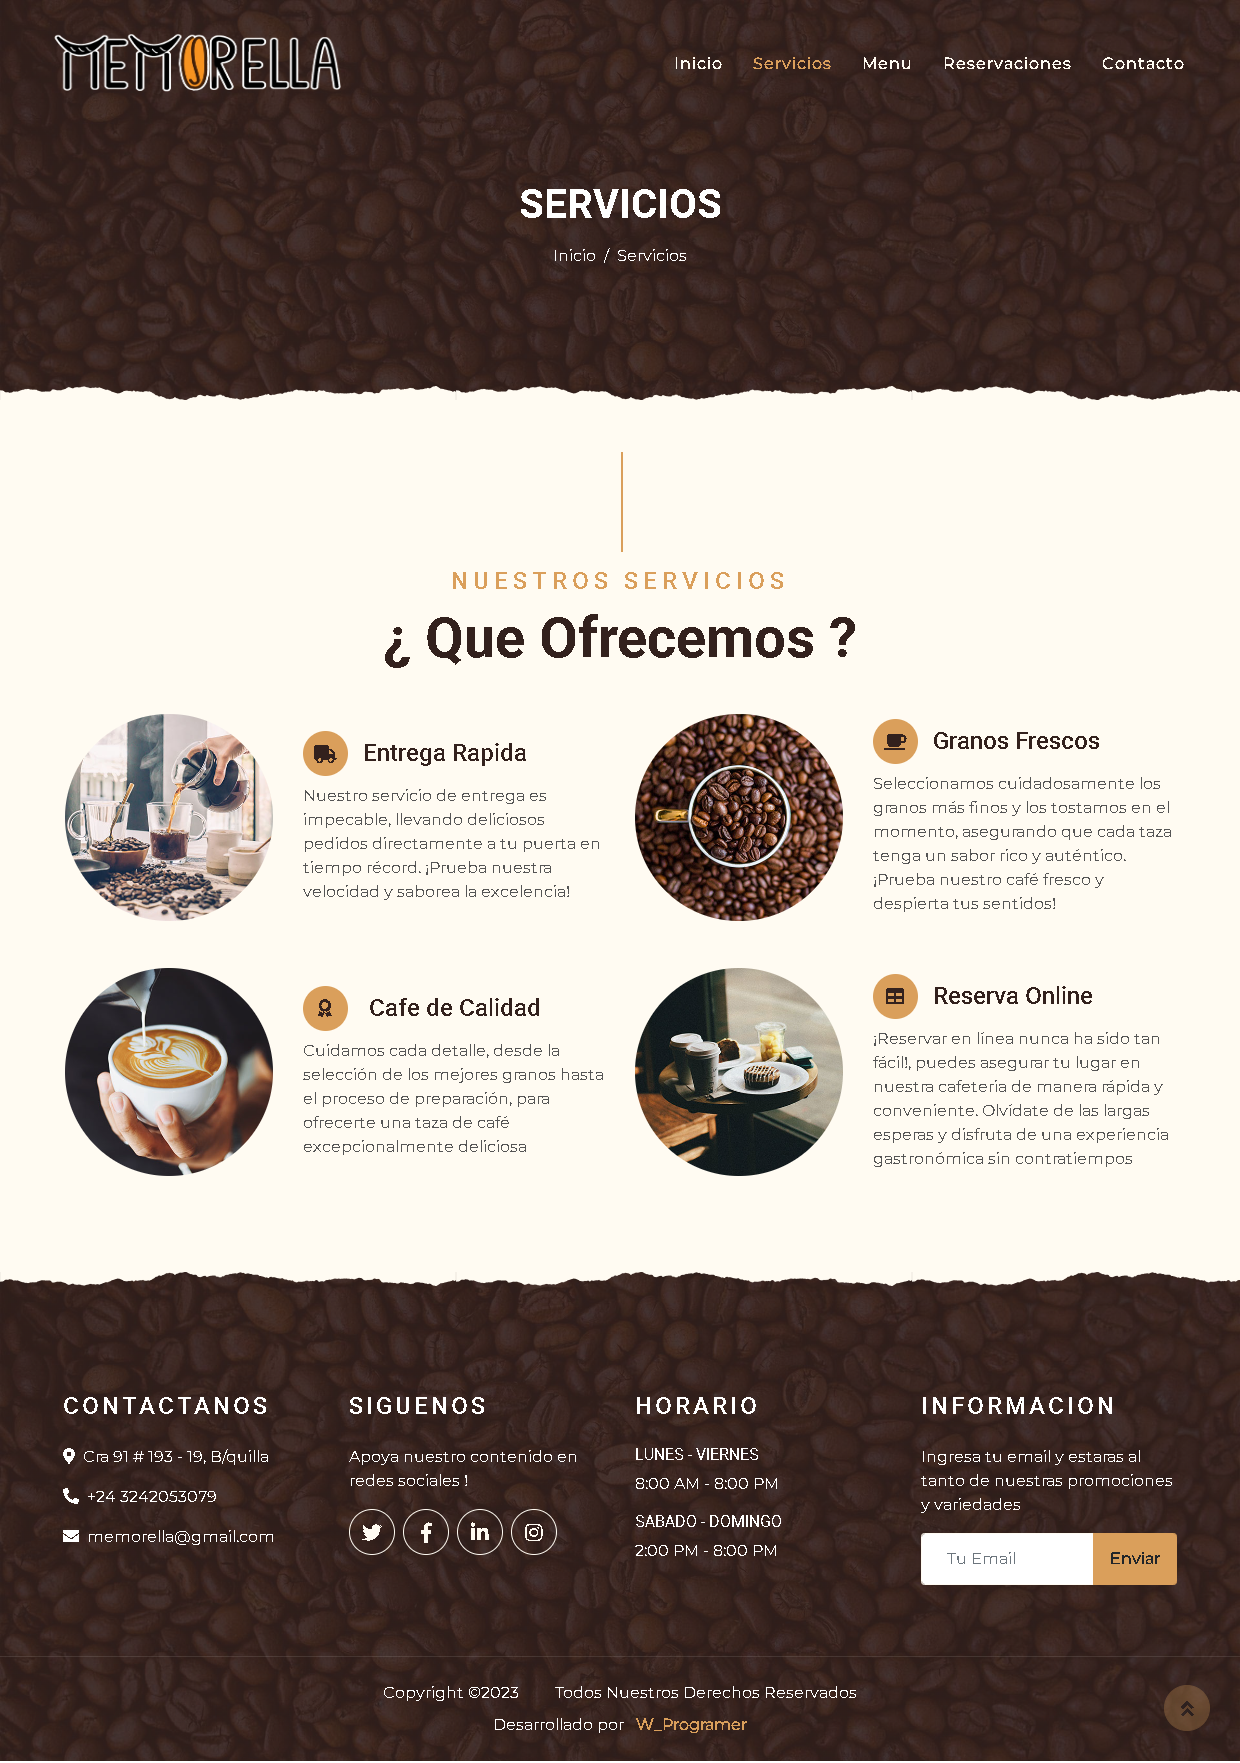 MEMORELLA
Inicio Servicios Menu Reservaciones Contacto
SERVICIOS
Inicio / Servicios
NUESTROS SERVICIOS
¿ Que Ofrecemos ?
Entrega Rapida
Nuestro servicio de entrega es
impecable, llevando deliciosos
pedidos directamente a tu puerta en
tiempo récord. ¡Prueba nuestra
velocidad y saborea la excelencia!
Granos Frescos
Seleccionamos cuidadosamente los
granos más finos y los tostamos en el
momento, asegurando que cada taza
tenga un sabor rico y auténtico.
¡Prueba nuestro café fresco y
despierta tus sentidos!
Cafe de Calidad
Cuidamos cada detalle, desde la
selección de los mejores granos hasta
el proceso de preparación, para
ofrecerte una taza de café
excepcionalmente deliciosa
Reserva Online
¡Reservar en línea nunca ha sido tan
fácil!, puedes asegurar tu lugar en
nuestra cafeteria de manera rápida y
conveniente. Olvídate de las largas
esperas y disfruta de una experiencia
gastronómica sin contratiempos
CONTACTANOS
Cra 91 # 193 - 19, B/quilla
+24 3242053079
memorella@gmail.com
SIGUENOS
Apoya nuestro contenido en
redes sociales !
HORARIO
LUNES - VIERNES
8:00 AM - 8:00 PM
SABADO - DOMINGO
2:00 PM - 8:00 PM
INFORMACION
Ingresa tu email y estaras al
tanto de nuestras promociones
y variedades
Tu Email Enviar
Copyright ©2023 Todos Nuestros Derechos Reservados
Desarrollado por W_Programer